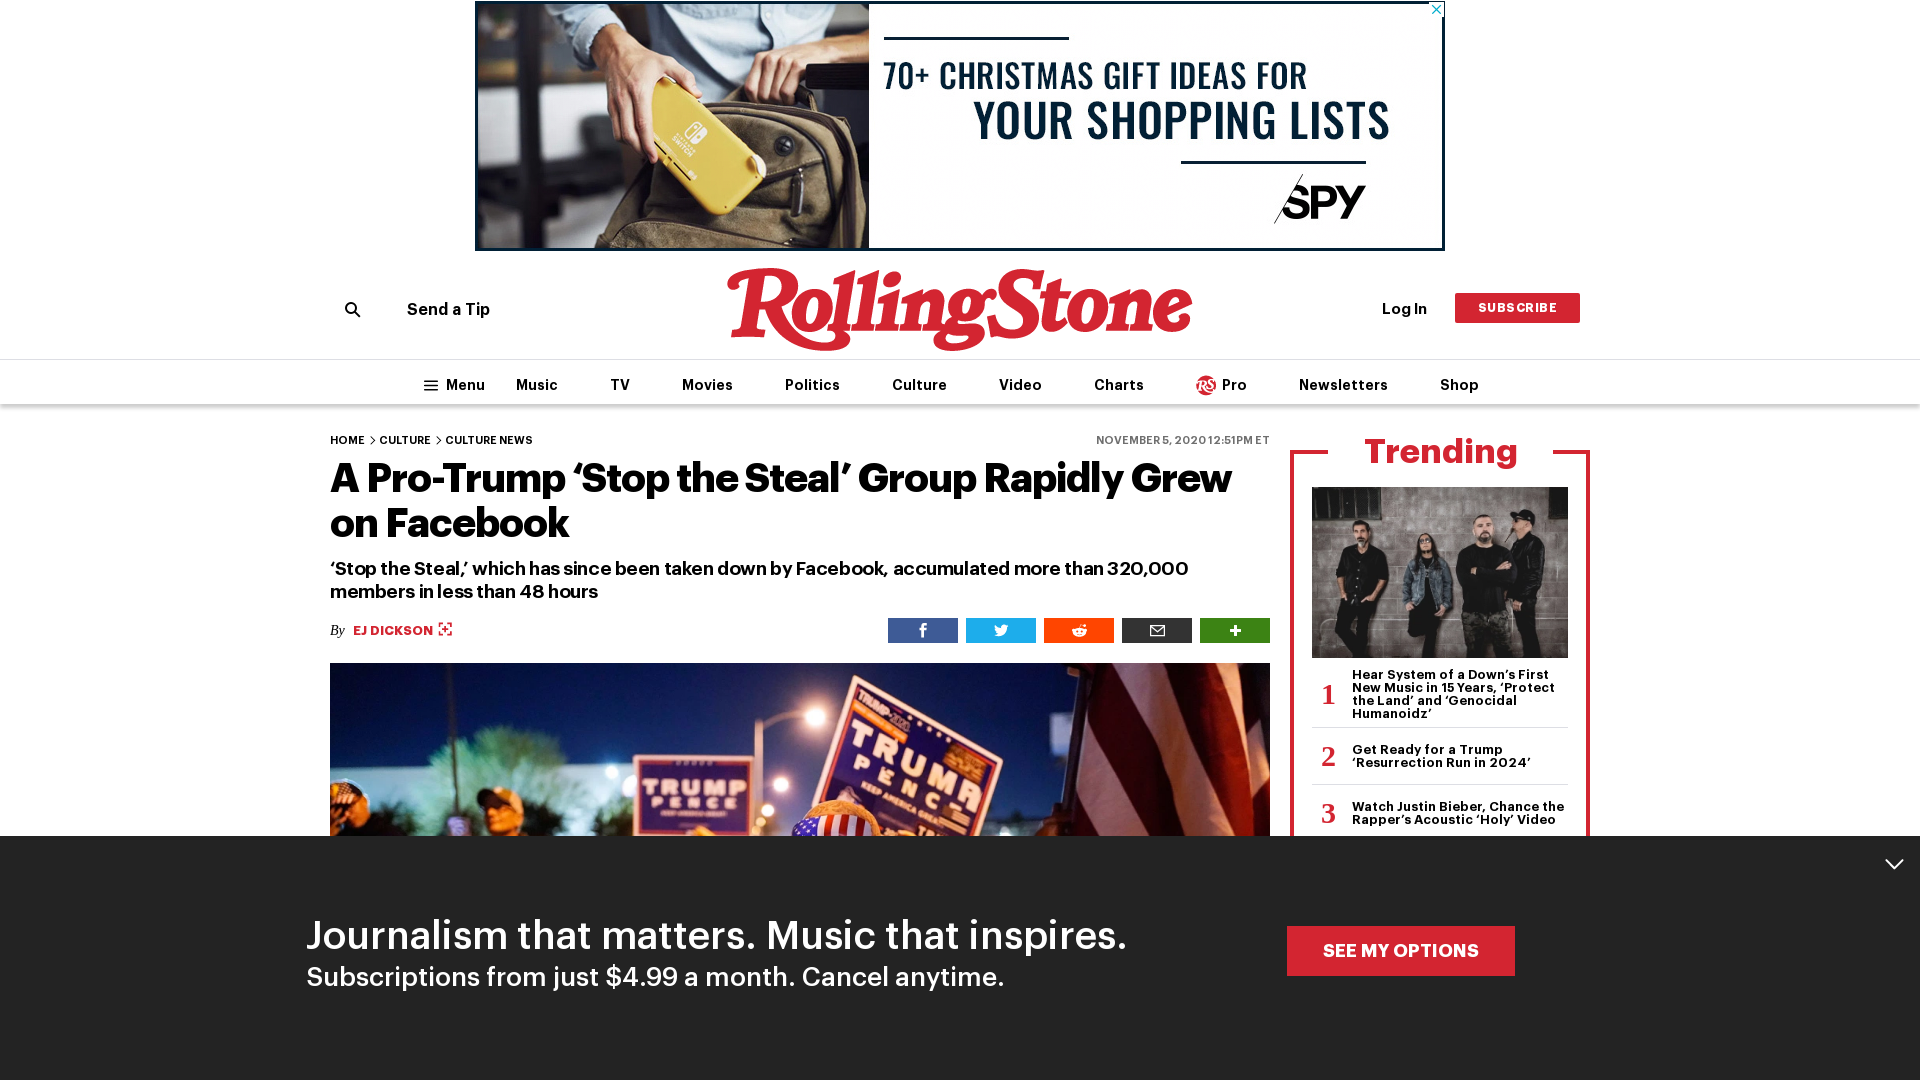 70+ CHRISTMAS GIFT IDEAS FOR
YOUR SHOPPING LISTS
SPY
Send a Tip
RollingStone
Log In
SUBSCRIBE
Menu
Music
TV
Movies
Politics
Culture
Video
Charts
RS Pro
Newsletters
Shop
HOME > CULTURE > CULTURE NEWS
NOVEMBER 5, 2020 12:51PM ET
A Pro-Trump ‘Stop the Steal’ Group Rapidly Grew
on Facebook
‘Stop the Steal,’ which has since been taken down by Facebook, accumulated more than 320,000
members in less than 48 hours
By EJ DICKSON
TRUMP 2020
TRUMP
PENCE
KEEP AMERICA GREAT
TRUMP
PENCE
Trending
1
Hear System of a Down’s First
New Music in 15 Years, ‘Protect
the Land’ and ‘Genocidal
Humanoidz’
2
Get Ready for a Trump
‘Resurrection Run in 2024’
3
Watch Justin Bieber, Chance the
Rapper’s Acoustic ‘Holy’ Video
Journalism that matters. Music that inspires.
Subscriptions from just $4.99 a month. Cancel anytime.
SEE MY OPTIONS